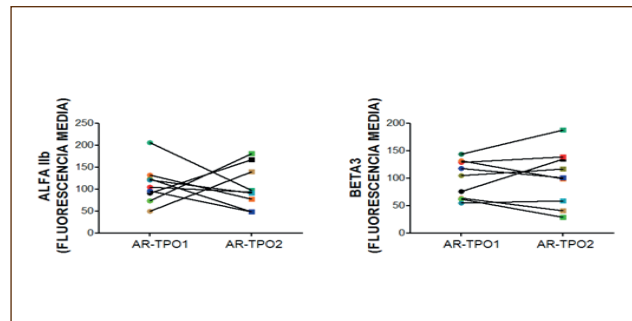 ALFA IIb
(FLUORESCENCIA MEDIA)
250
200
150
100
50
0
AR-TPO1 AR-TPO2
BETA3
(FLUORESCENCIA MEDIA)
200
150
100
50
0
AR-TPO1 AR-TPO2